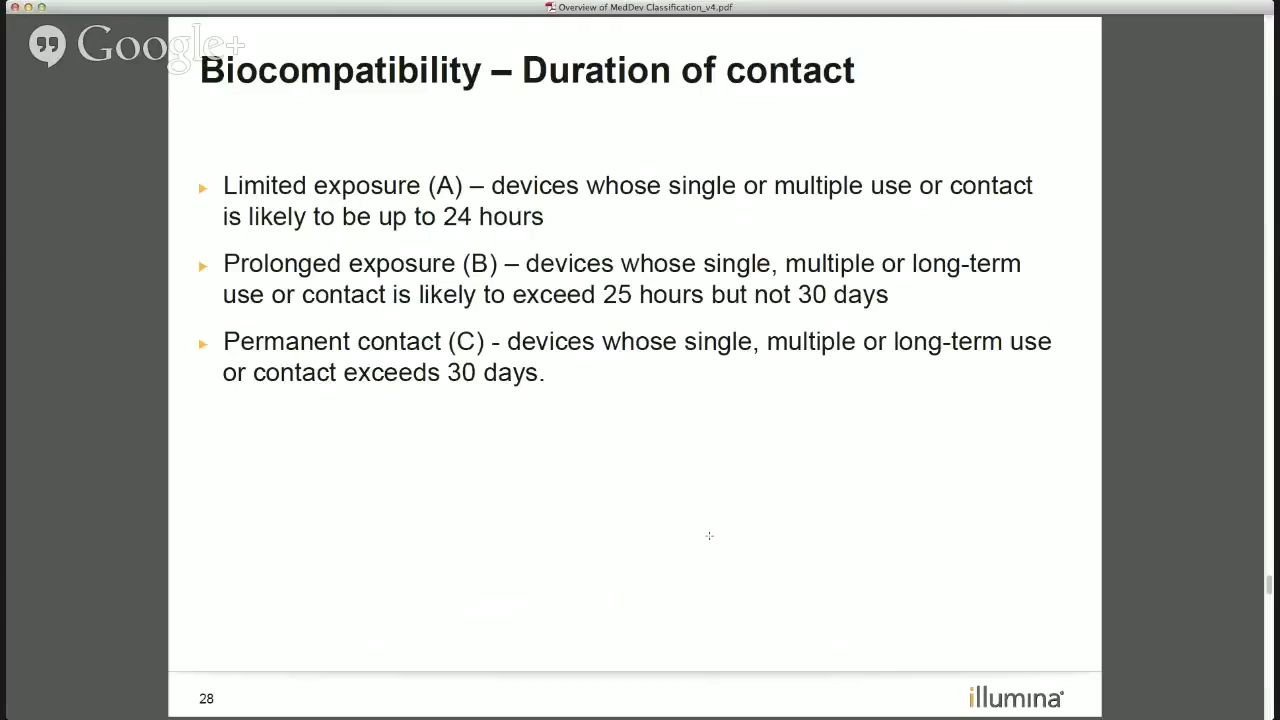 Overview of MedDev Classification_v4.pdf
Google+
Biocompatibility – Duration of contact
Limited exposure (A) – devices whose single or multiple use or contact
is likely to be up to 24 hours
Prolonged exposure (B) – devices whose single, multiple or long-term
use or contact is likely to exceed 25 hours but not 30 days
Permanent contact (C) - devices whose single, multiple or long-term use
or contact exceeds 30 days.
28
illumina